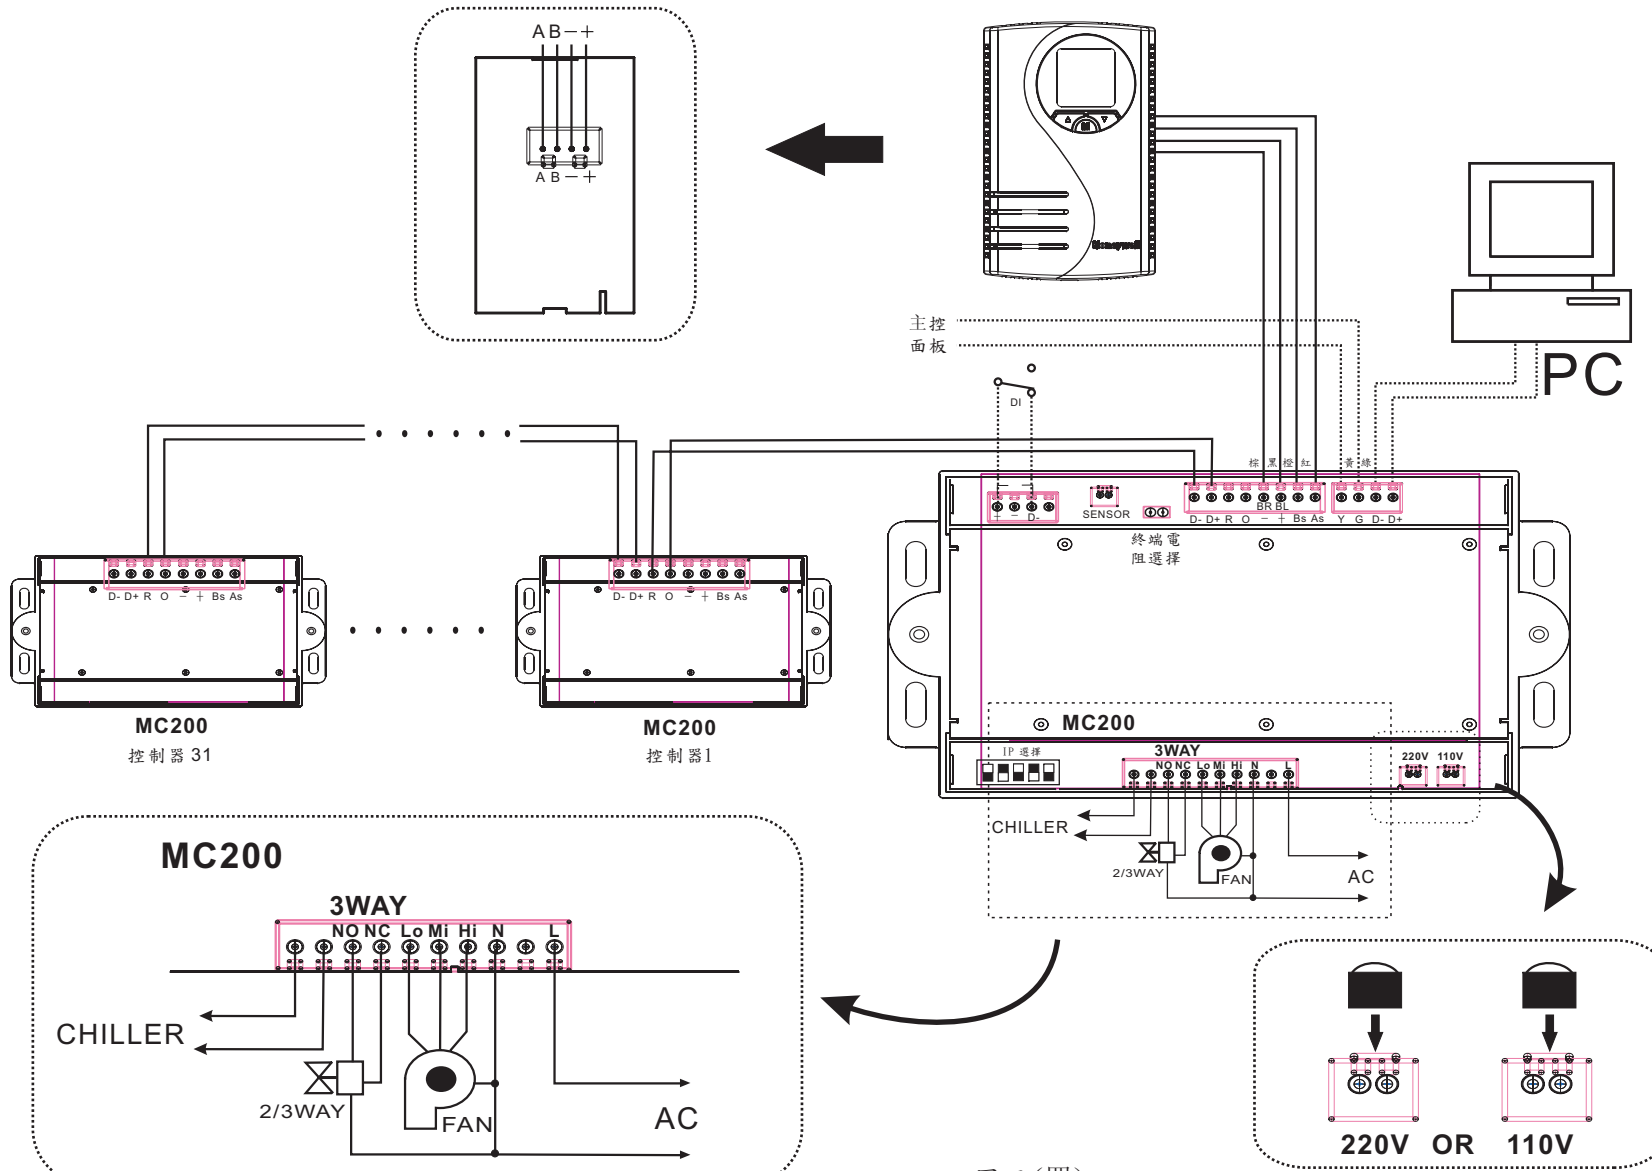 A B − +
A B − +
M
Honeywell
主控
面板
PC
DI
棕 黑 橙 紅 黃 綠
− −
+ − D-
SENSOR
BR BL
D- D+ R O − + Bs As
Y G D- D+
終端電
阻選擇
D- D+ R O − + Bs As
MC200
控制器 31
D- D+ R O − + Bs As
MC200
控制器1
MC200
IP 選擇
3WAY
NO NC Lo Mi Hi N L
220V 110V
CHILLER
2/3WAY
FAN
AC
MC200
3WAY
NO NC Lo Mi Hi N L
CHILLER
2/3WAY
FAN
AC
220V OR 110V